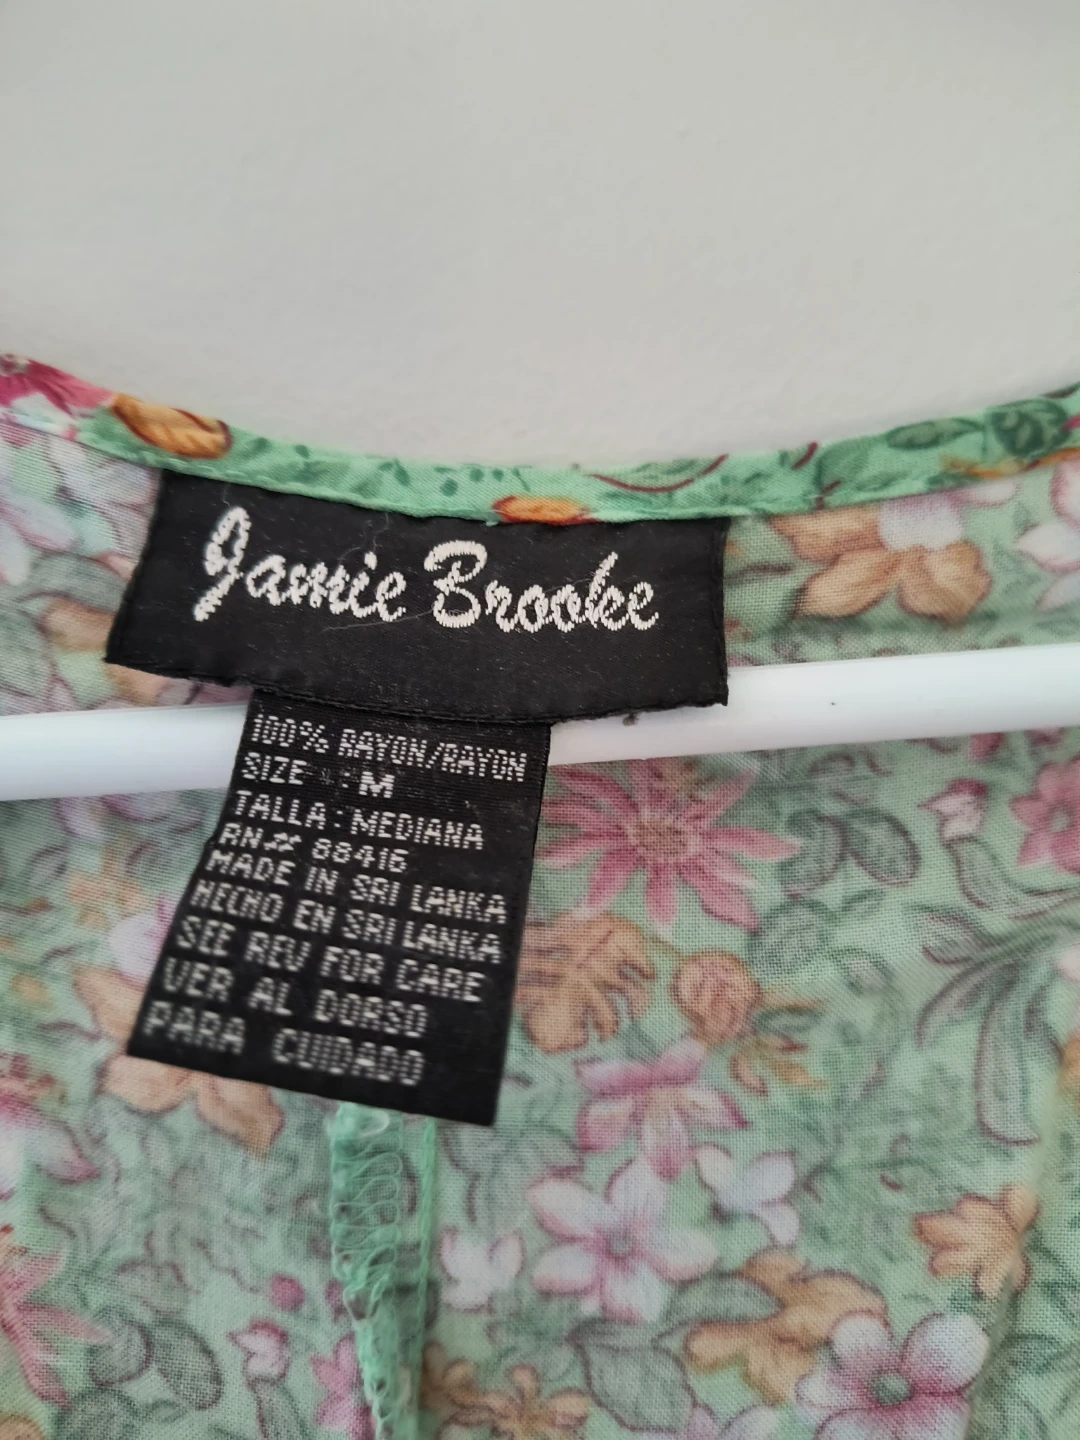 Jamie Brooke
100% RAYON/RAYON
SIZE : M
TALLA : MEDIANA
RN# 88416
MADE IN SRI LANKA
HECHO EN SRI LANKA
SEE REV FOR CARE
VER AL DORSO
PARA CUIDADO